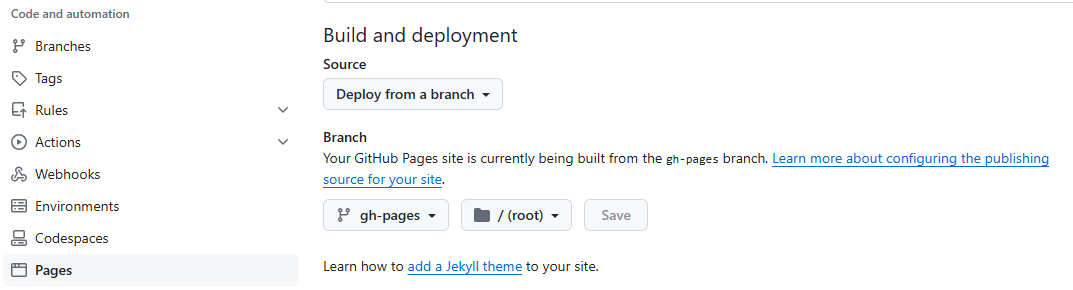 Code and automation
Branches
Tags
Rules
Actions
Webhooks
Environments
Codespaces
Pages
Build and deployment
Source
Deploy from a branch
Branch
Your GitHub Pages site is currently being built from the gh-pages branch. Learn more about configuring the publishing
source for your site.
gh-pages
/ (root)
Save
Learn how to add a Jekyll theme to your site.